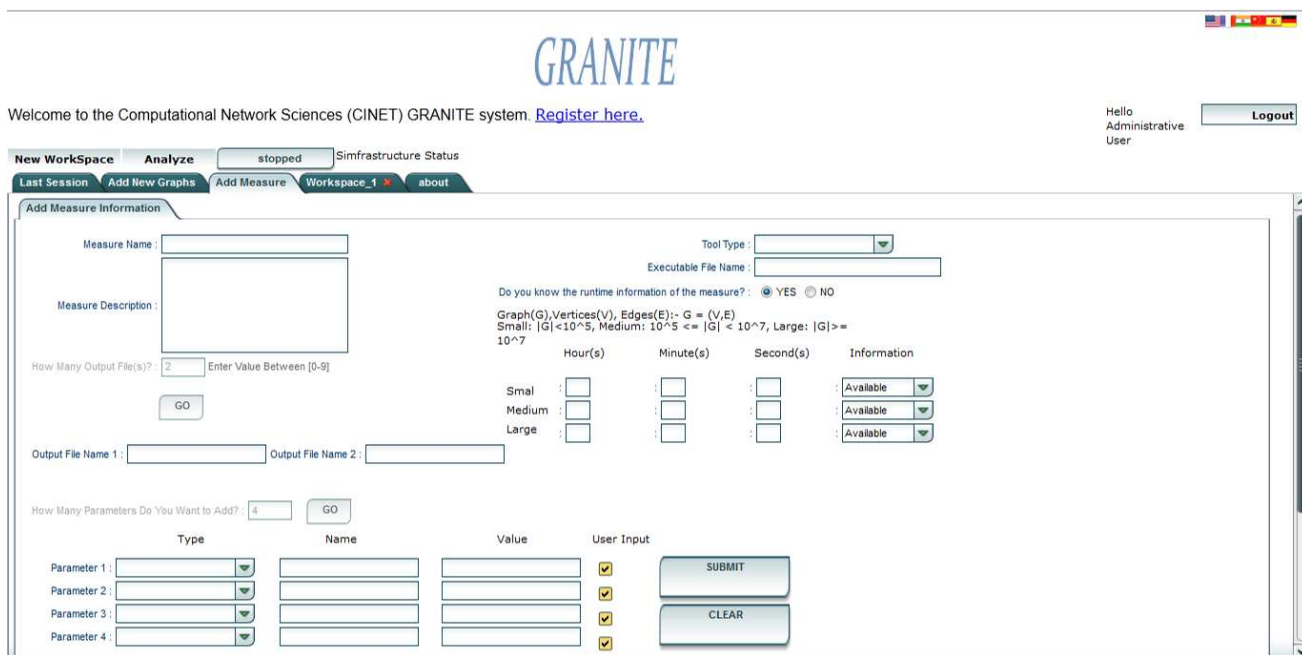 GRANITE
Welcome to the Computational Network Sciences (CINET) GRANITE system. Register here.
Hello
Administrative
User
Logout
New WorkSpace Analyze stopped Simfrastructure Status
Last Session Add New Graphs Add Measure Workspace_1 x about
Add Measure Information
Measure Name :
Measure Description :
How Many Output File(s)? : 2 Enter Value Between [0-9]
GO
Output File Name 1 : Output File Name 2 :
Tool Type :
Executable File Name :
Do you know the runtime information of the measure? : YES NO
Graph(G),Vertices(V), Edges(E):- G = (V,E)
Small: |G|<10^5, Medium: 10^5 <= |G| < 10^7, Large: |G|>=
10^7
Hour(s) Minute(s) Second(s) Information
Smal : : : : Available
Medium : : : : Available
Large : : : : Available
How Many Parameters Do You Want to Add? : 4 GO
Type Name Value User Input
Parameter 1 :
Parameter 2 :
Parameter 3 :
Parameter 4 :
SUBMIT
CLEAR